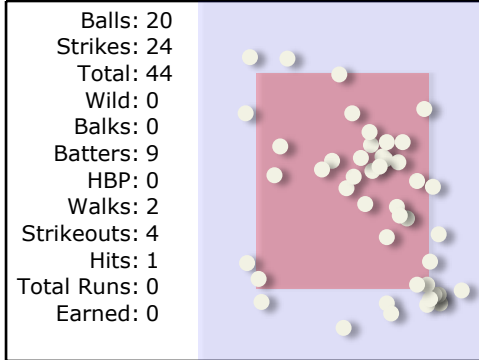 Balls: 20
Strikes: 24
Total: 44
Wild: 0
Balks: 0
Batters: 9
HBP: 0
Walks: 2
Strikeouts: 4
Hits: 1
Total Runs: 0
Earned: 0